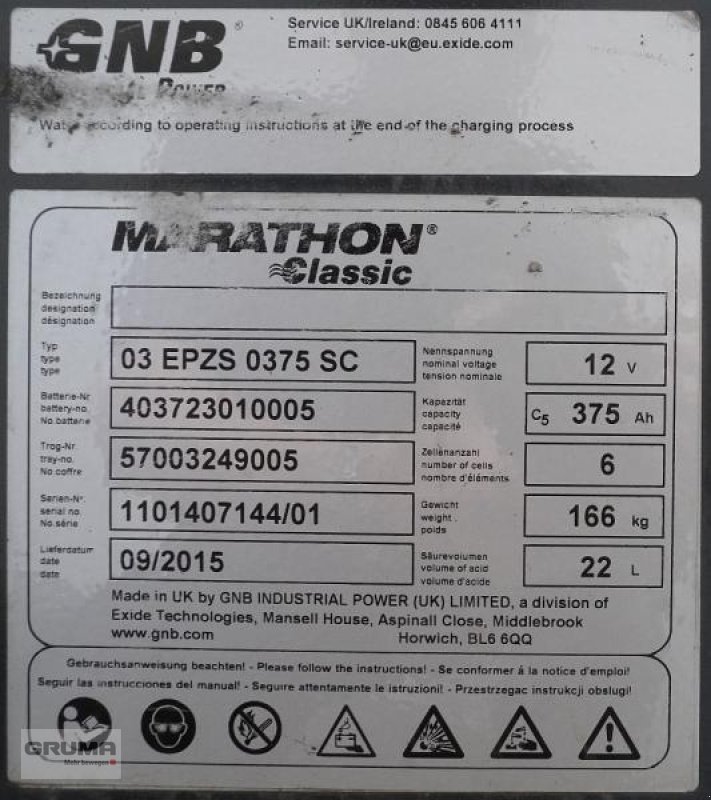 GNB®
Power
Service UK/Ireland: 0845 606 4111
Email: service-uk@eu.exide.com
according to operating instructions at the end of the charging process
MARATHON®
Classic
Bezeichnung
designation
désignation
Typ
type
type
03 EPZS 0375 SC
Nennspannung
nominal voltage
tension nominale
12 V
Batterie-Nr
battery-no.
No.batterie
403723010005
Kapazität
capacity
capacité
C5 375 Ah
Trog-Nr.
tray-no.
No coffre
57003249005
Zellenanzahl
number of cells
nombre d'éléments
6
Serien-N°.
serial no.
No.série
1101407144/01
Gewicht
weight
poids
166 kg
Lieferdatum
date
date
09/2015
Säurevolumen
volume of acid
volume d'acide
22 L
Made in UK by GNB INDUSTRIAL POWER (UK) LIMITED, a division of
Exide Technologies, Mansell House, Aspinall Close, Middlebrook
www.gnb.com Horwich, BL6 6QQ
Gebrauchsanweisung beachten! - Please follow the instructions! - Se conformer á la notice d'emploi!
Seguir las instrucciones del manual! - Seguire attentamente le istruzioni! - Przestrzegac instrukcji obslugi!
GRUMA
Mehr bewegen